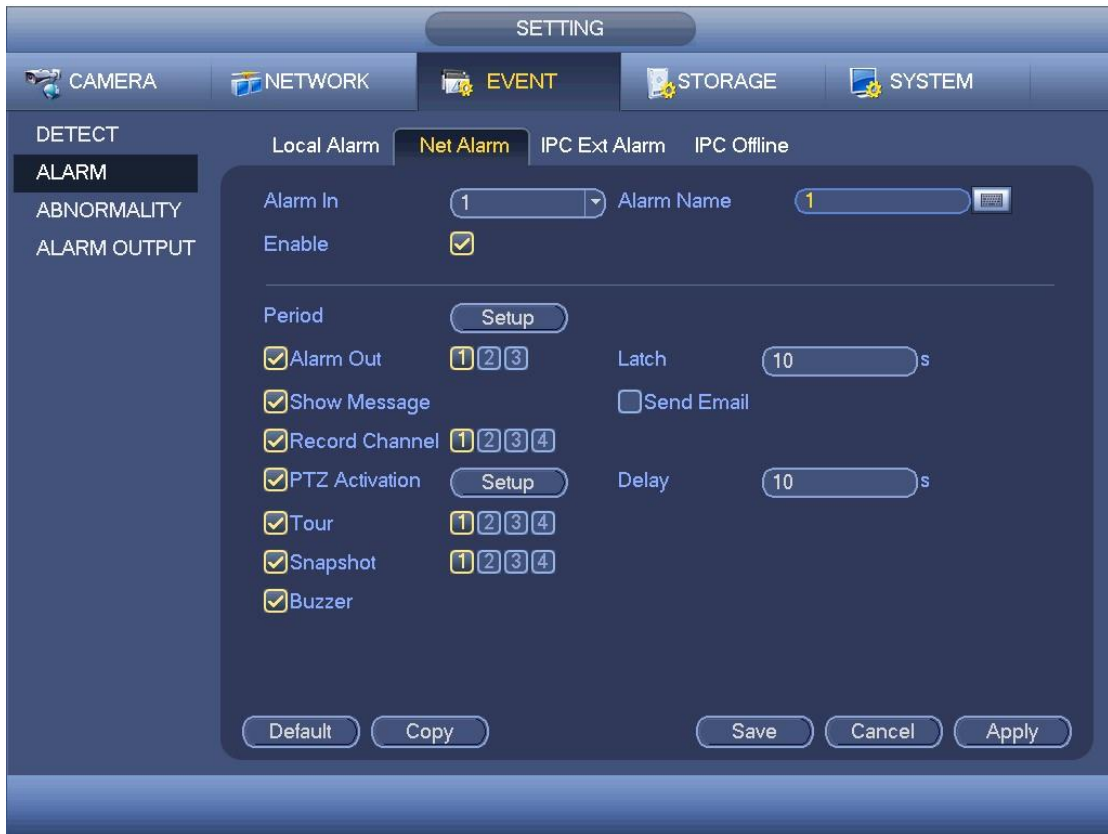 SETTING
CAMERA NETWORK EVENT STORAGE SYSTEM
DETECT
ALARM
ABNORMALITY
ALARM OUTPUT
Local Alarm Net Alarm IPC Ext Alarm IPC Offline
Alarm In 1 Alarm Name 1
Enable
Period Setup
Alarm Out 1 2 3 Latch 10 s
Show Message Send Email
Record Channel 1 2 3 4
PTZ Activation Setup Delay 10 s
Tour 1 2 3 4
Snapshot 1 2 3 4
Buzzer
Default Copy Save Cancel Apply